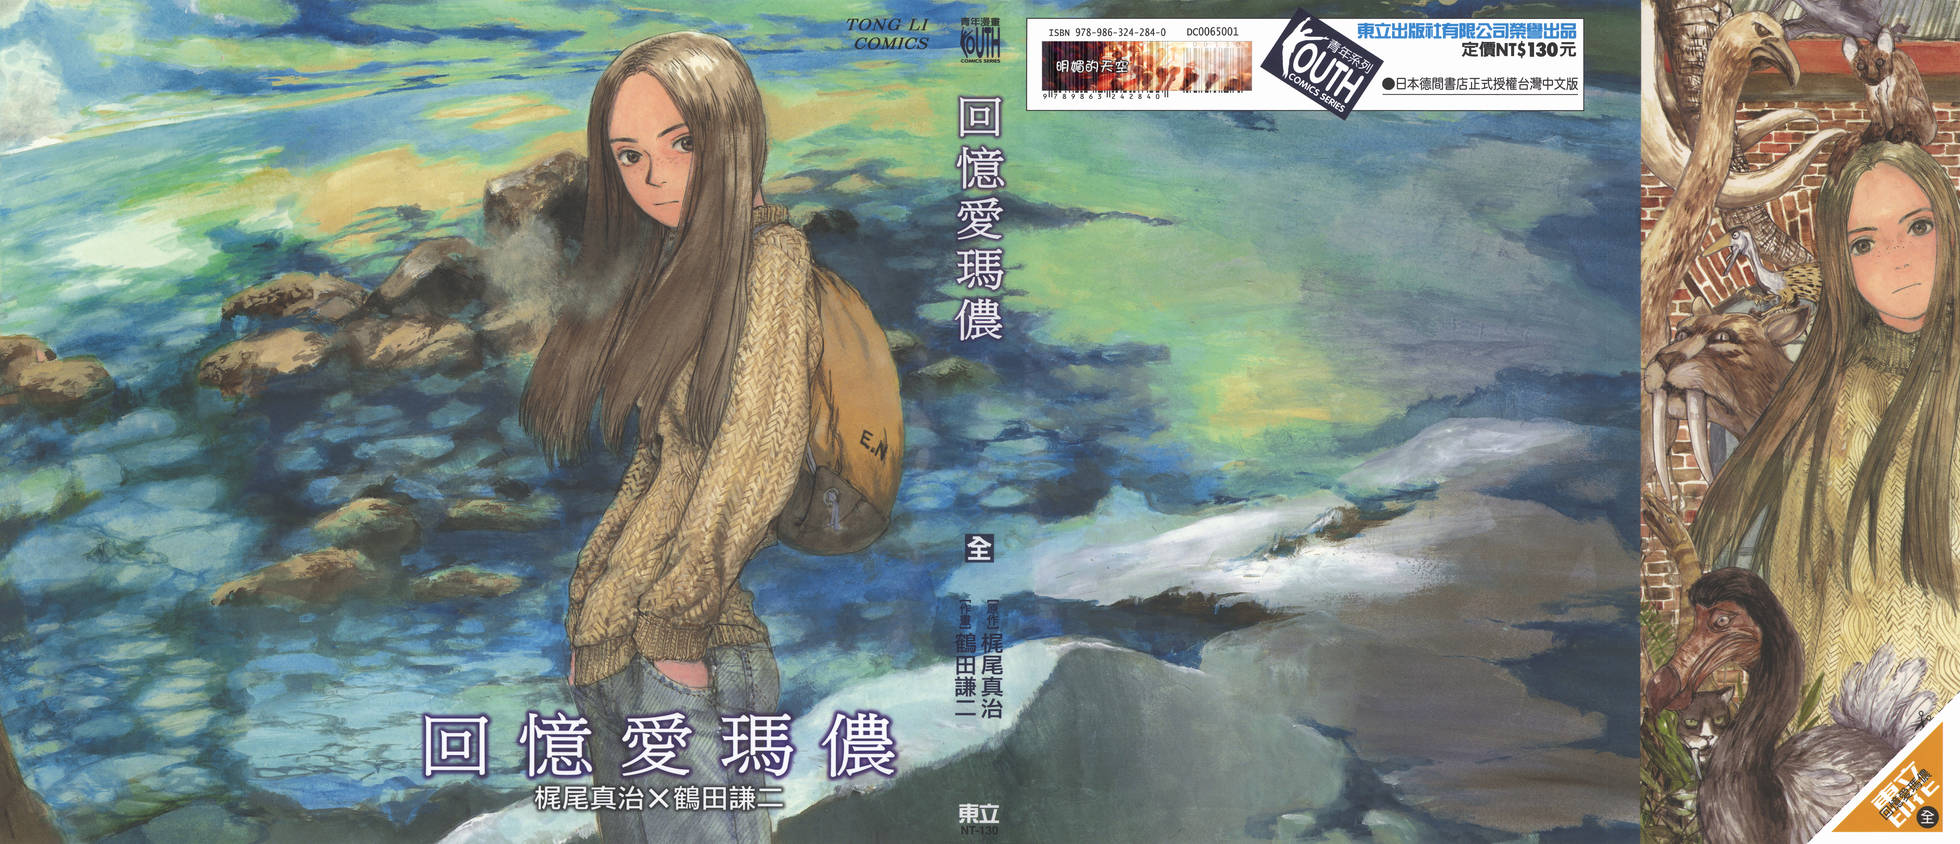 TONG LI
COMICS
青年漫畫
YOUTH
COMICS SERIES
回憶愛瑪儂
全
[原作]梶尾真治
[作畫]鶴田謙二
東立
NT-130
E.N
回憶愛瑪儂
梶尾真治×鶴田謙二
ISBN 978-986-324-284-0 DC0065001
明媚的天空
9 789863 242840
青年系列
YOUTH
COMICS SERIES
東立出版社有限公司榮譽出品
定價NT$130元
●日本德間書店正式授權台灣中文版
東立
回憶愛瑪儂
全